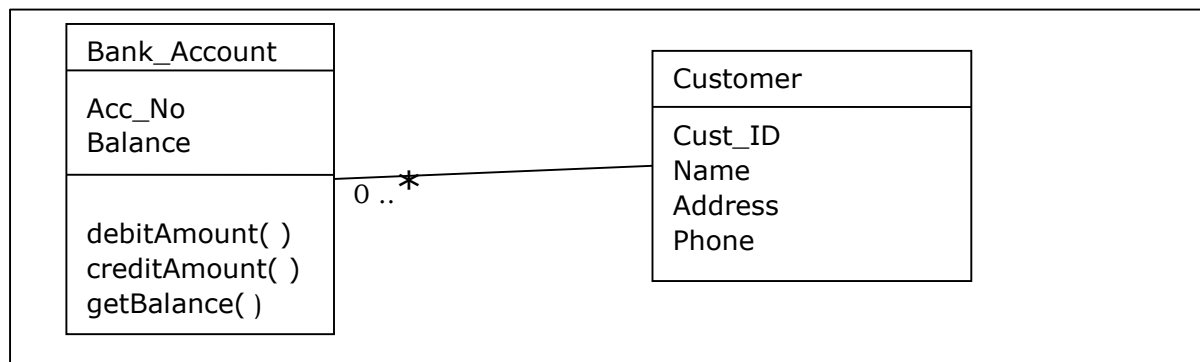 Bank_Account
Acc_No
Balance
debitAmount( )
creditAmount( )
getBalance( )
0 ..*
Customer
Cust_ID
Name
Address
Phone